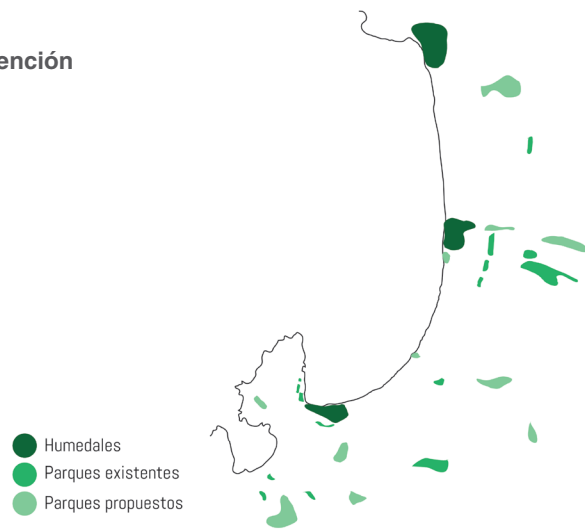 ención
Humedales
Parques existentes
Parques propuestos